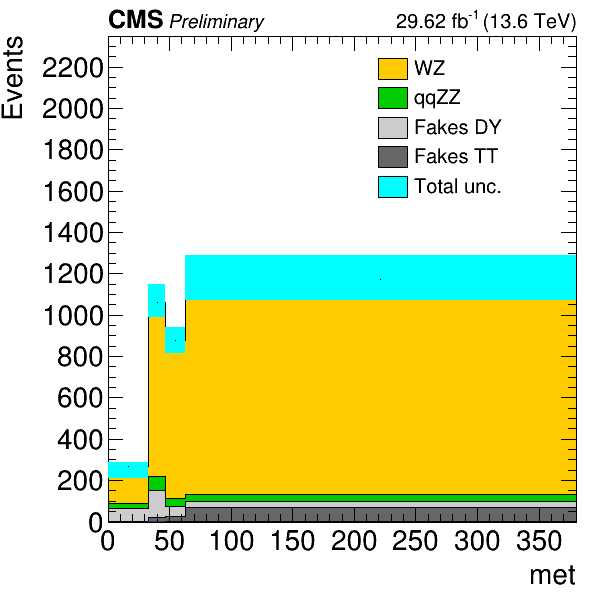 CMS Preliminary 29.62 fb-1 (13.6 TeV)
Events
2200
2000
1800
1600
1400
1200
1000
800
600
400
200
0
WZ
qqZZ
Fakes DY
Fakes TT
Total unc.
0 50 100 150 200 250 300 350
met